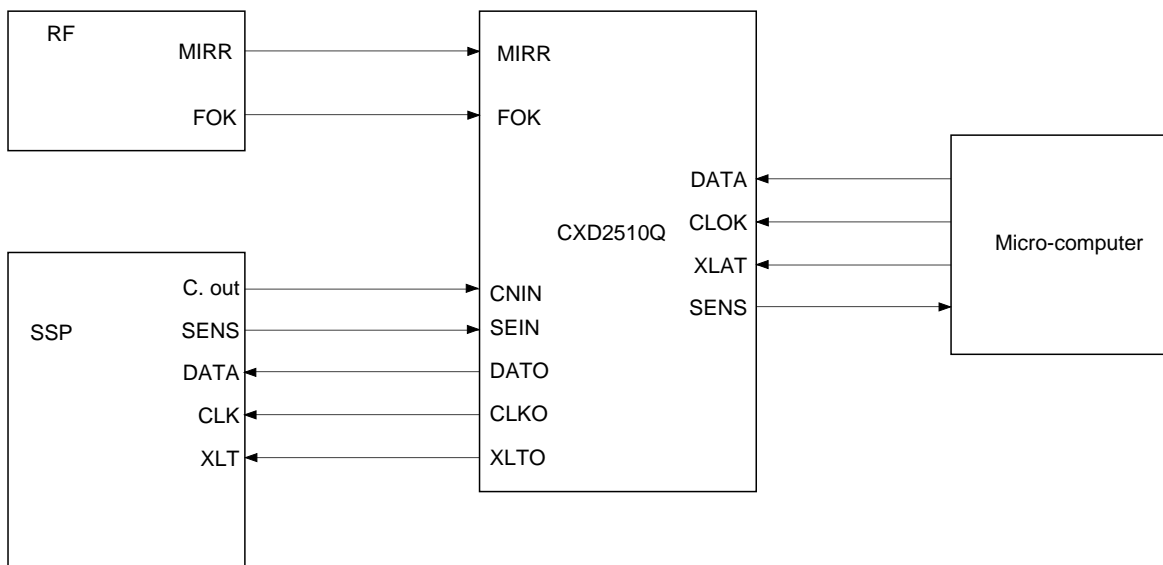 RF
MIRR
FOK
MIRR
FOK
CXD2510Q
CNIN
SEIN
DATO
CLKO
XLTO
DATA
CLOK
XLAT
SENS
Micro-computer
SSP
C. out
SENS
DATA
CLK
XLT